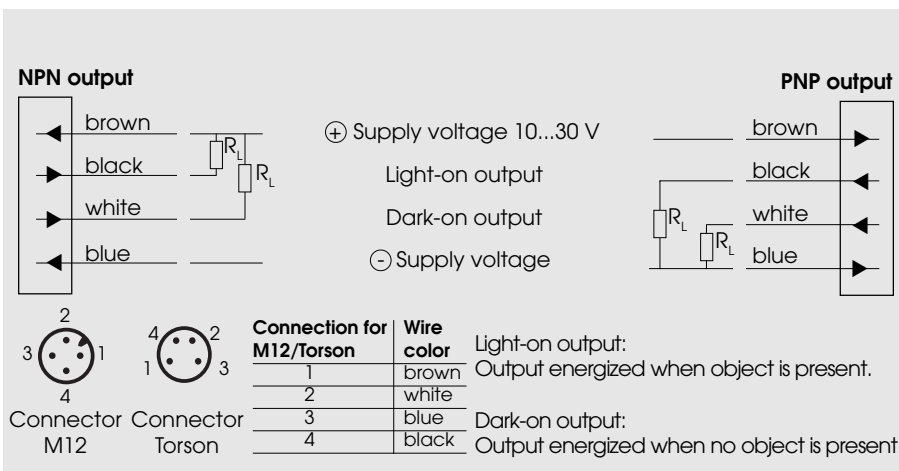 NPN output
PNP output
brown
R_L
⊕ Supply voltage 10...30 V
brown
black
R_L
Light-on output
black
white
Dark-on output
R_L
white
blue
⊖ Supply voltage
R_L
blue
2
3
1
4
Connector
M12
4
2
1
3
Connector
Torson
Connection for M12/Torson
Wire color
1 brown
2 white
3 blue
4 black
Light-on output:
Output energized when object is present.
Dark-on output:
Output energized when no object is present